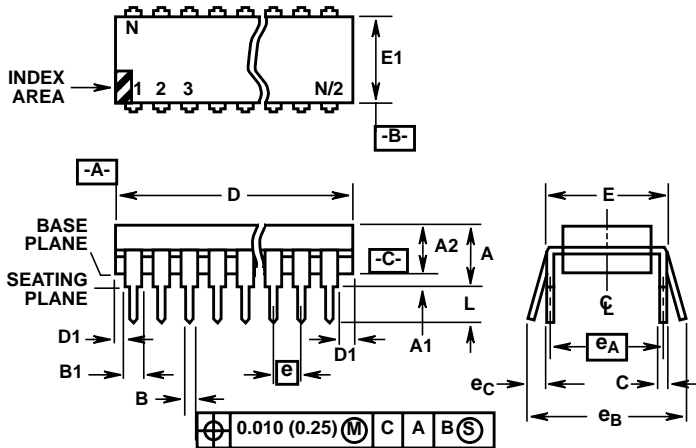 N
E1
INDEX
AREA
1 2 3 N/2
-B-
-A-
D E
BASE
PLANE
A2 A
-C-
SEATING
PLANE
L
D1 D1 A1
B1 e eA
B eC C
eB
0.010 (0.25) Ⓜ C A B Ⓢ
℄